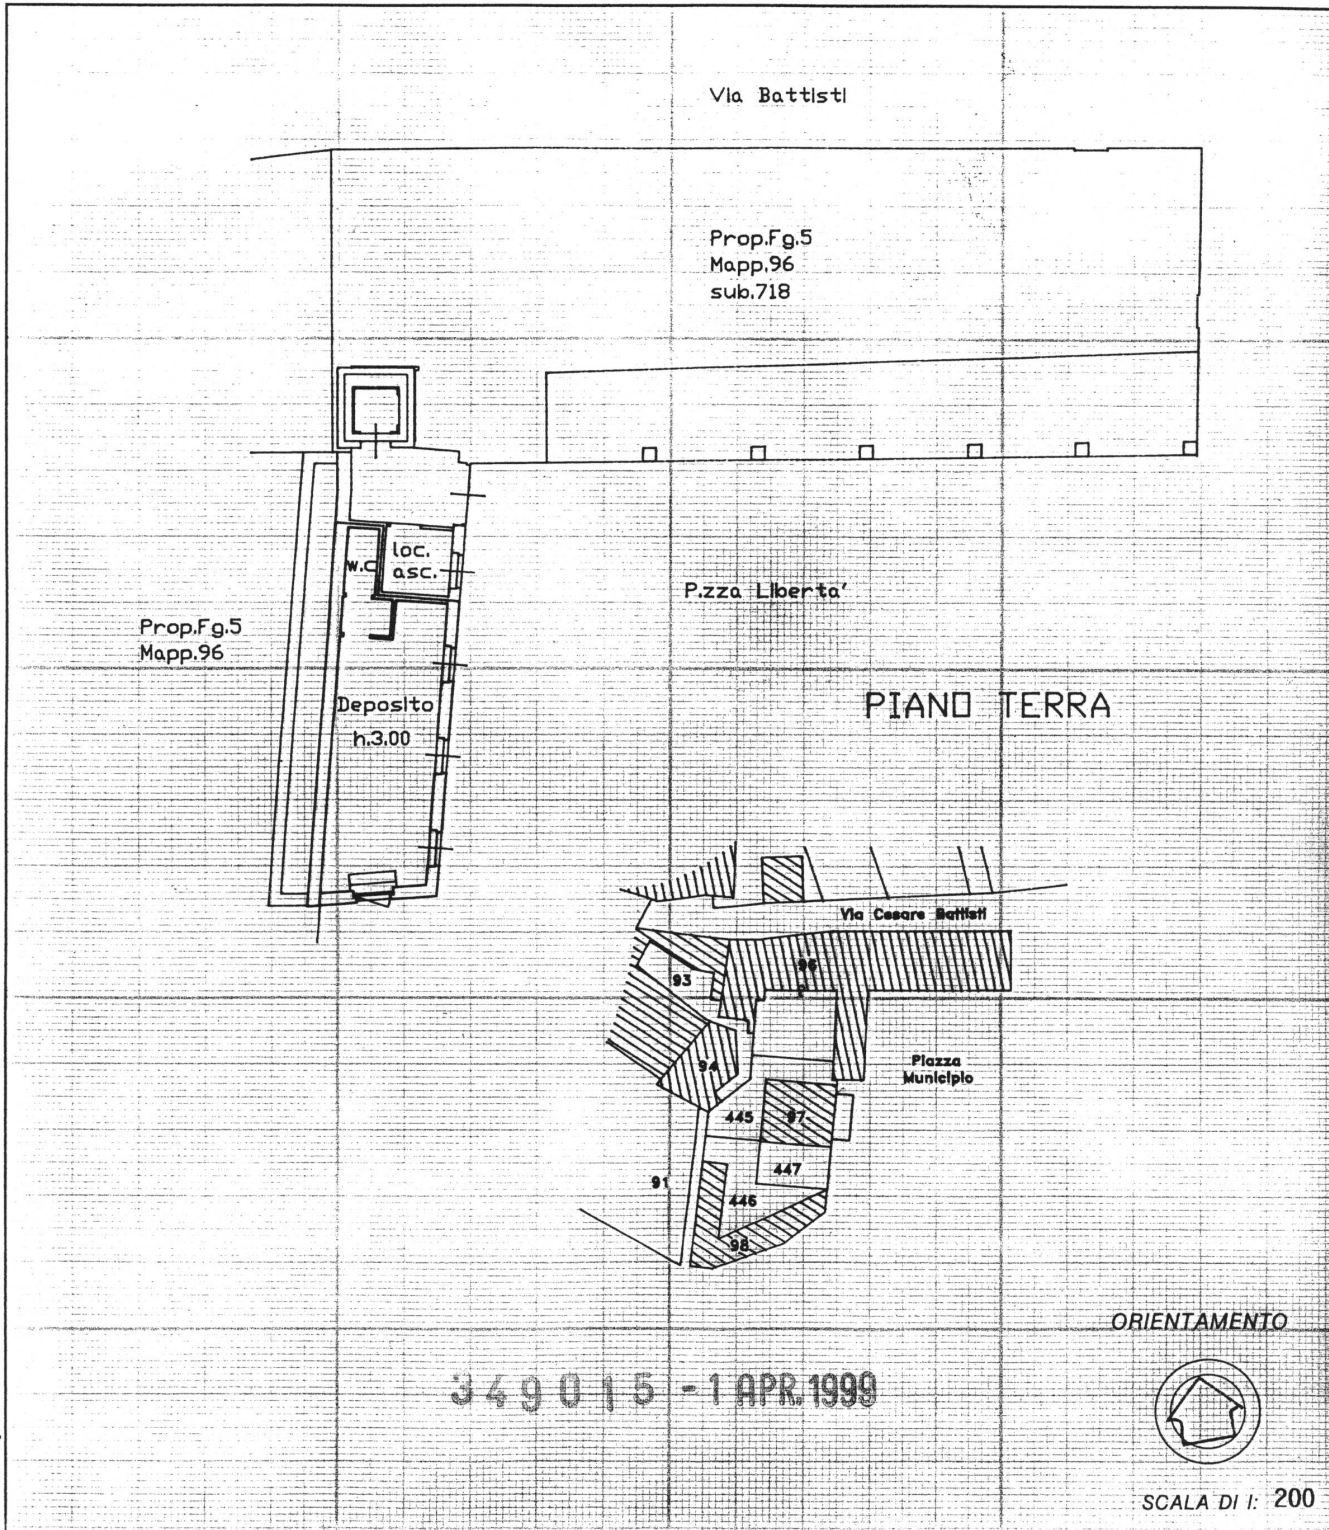 Via Battisti
Prop.Fg.5
Mapp.96
sub.718
loc.
asc.
w.c
P.zza Liberta'
Prop.Fg.5
Mapp.96
PIANO TERRA
Deposito
h.3.00
Via Cesare Battisti
96
93
94
Piazza
Municipio
445
97
447
91
446
98
ORIENTAMENTO
349015 -1 APR. 1999
SCALA DI 1: 200